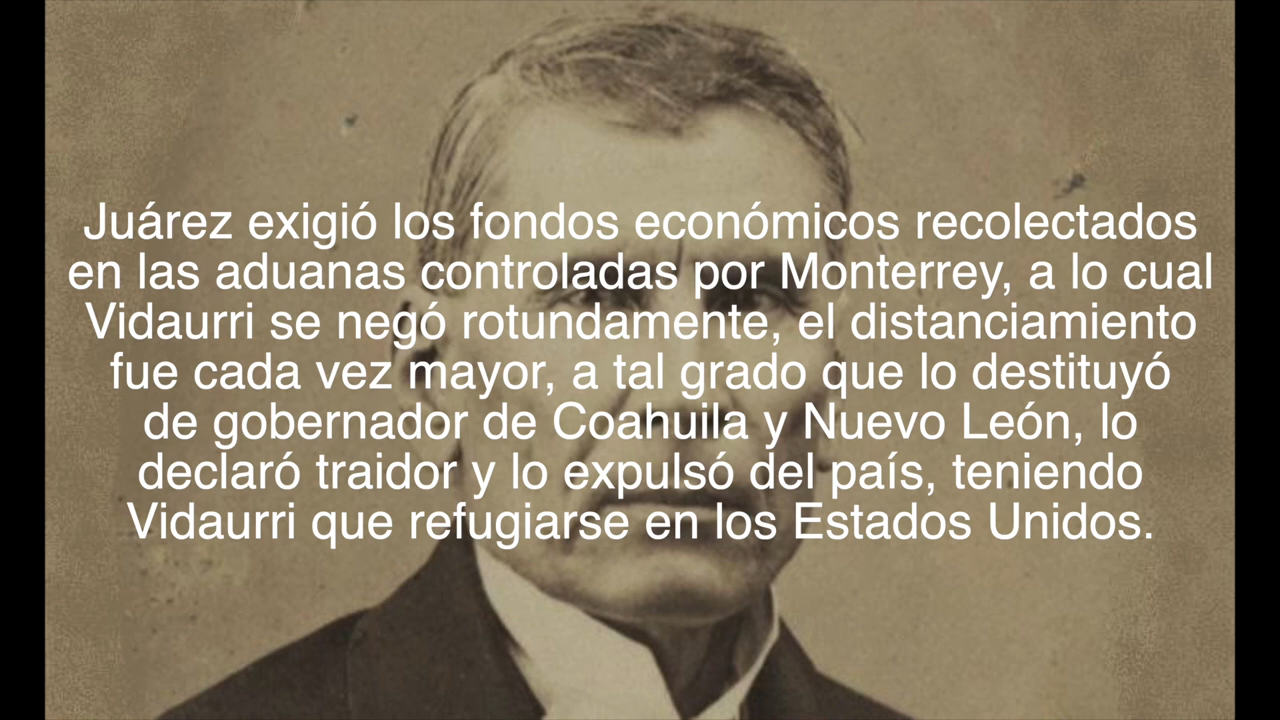 Juárez exigió los fondos económicos recolectados
en las aduanas controladas por Monterrey, a lo cual
Vidaurri se negó rotundamente, el distanciamiento
fue cada vez mayor, a tal grado que lo destituyó
de gobernador de Coahuila y Nuevo León, lo
declaró traidor y lo expulsó del país, teniendo
Vidaurri que refugiarse en los Estados Unidos.